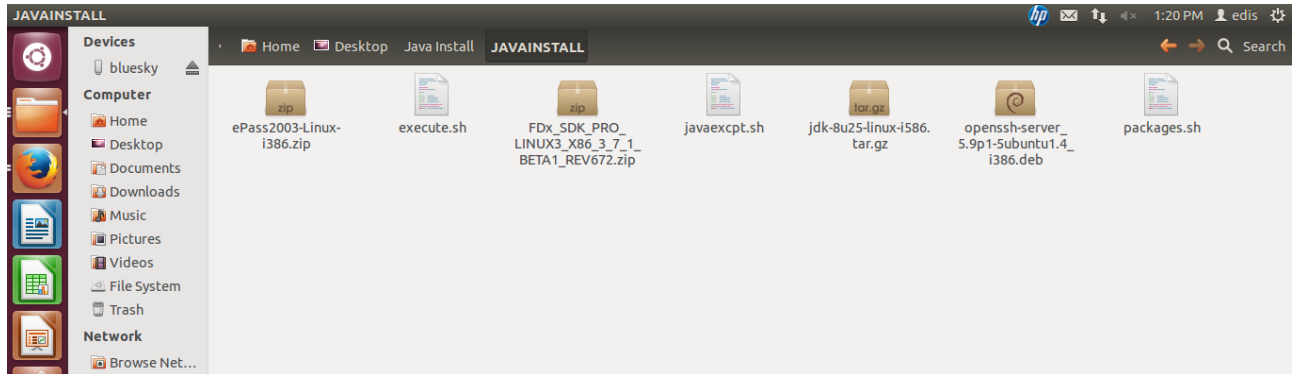 JAVAINSTALL
hp
1:20 PM
edis
Devices
bluesky
Computer
Home
Desktop
Documents
Downloads
Music
Pictures
Videos
File System
Trash
Network
Browse Net...
Home
Desktop
Java Install
JAVAINSTALL
Search
zip
ePass2003-Linux-
i386.zip
execute.sh
zip
FDx_SDK_PRO_
LINUX3_X86_3_7_1_
BETA1_REV672.zip
javaexcpt.sh
tar.gz
jdk-8u25-linux-i586.
tar.gz
openssh-server_
5.9p1-5ubuntu1.4_
i386.deb
packages.sh